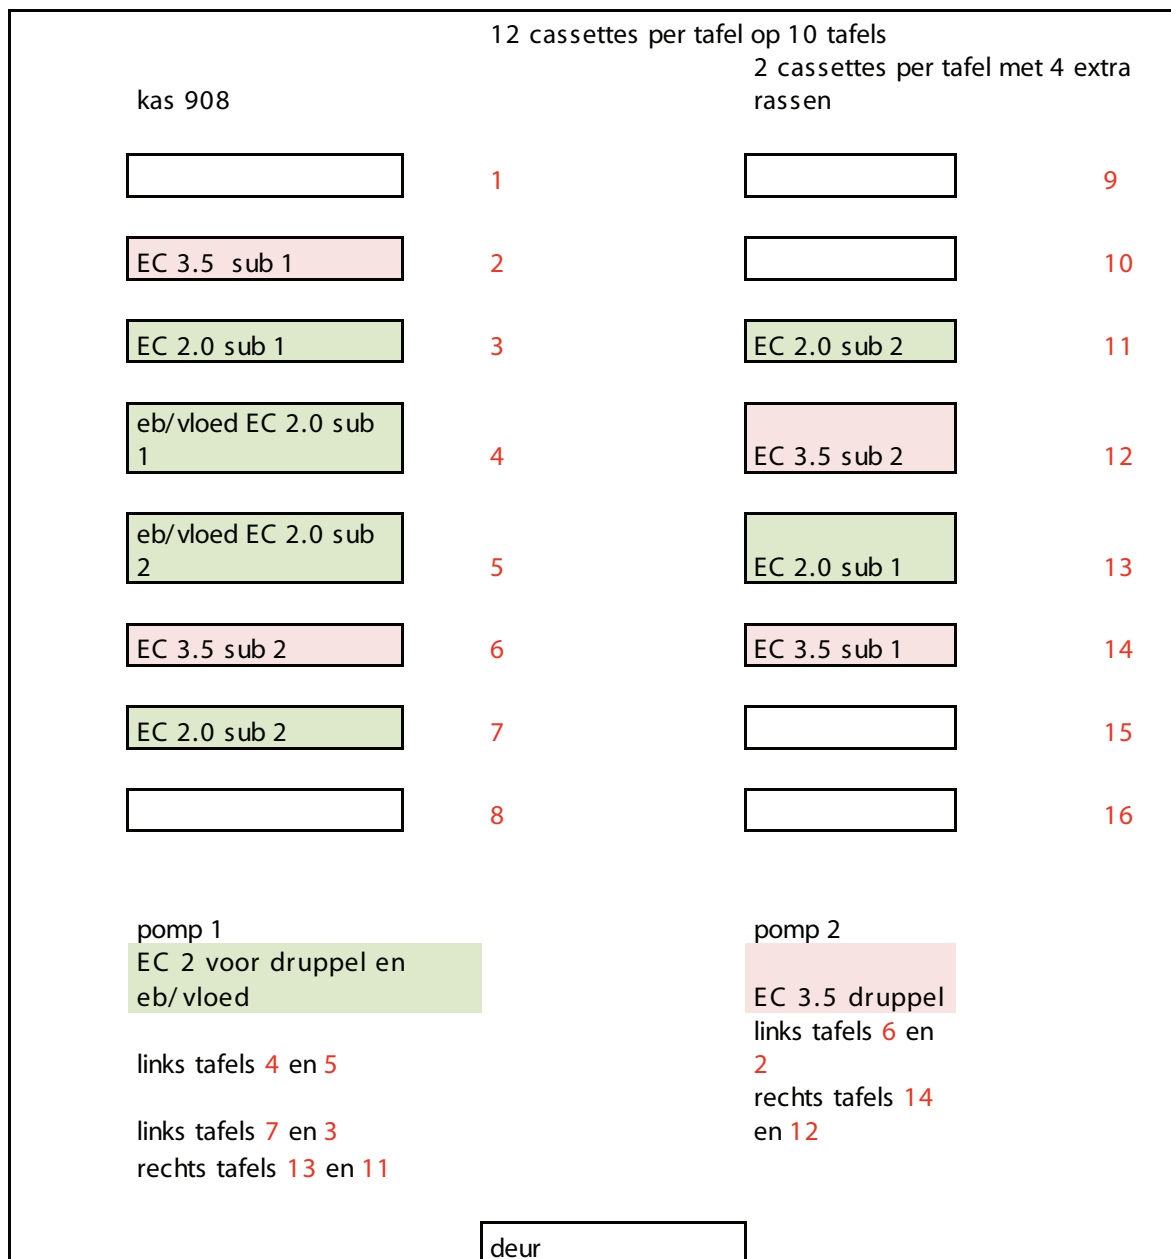 12 cassettes per tafel op 10 tafels
2 cassettes per tafel met 4 extra
kas 908 rassen
1 9
EC 3.5 sub 1 2 10
EC 2.0 sub 1 3 EC 2.0 sub 2 11
eb/vloed EC 2.0 sub
1 4 EC 3.5 sub 2 12
eb/vloed EC 2.0 sub
2 5 EC 2.0 sub 1 13
EC 3.5 sub 2 6 EC 3.5 sub 1 14
EC 2.0 sub 2 7 15
8 16
pomp 1
EC 2 voor druppel en
eb/vloed
links tafels 4 en 5
links tafels 7 en 3
rechts tafels 13 en 11
pomp 2
EC 3.5 druppel
links tafels 6 en
2
rechts tafels 14
en 12
deur